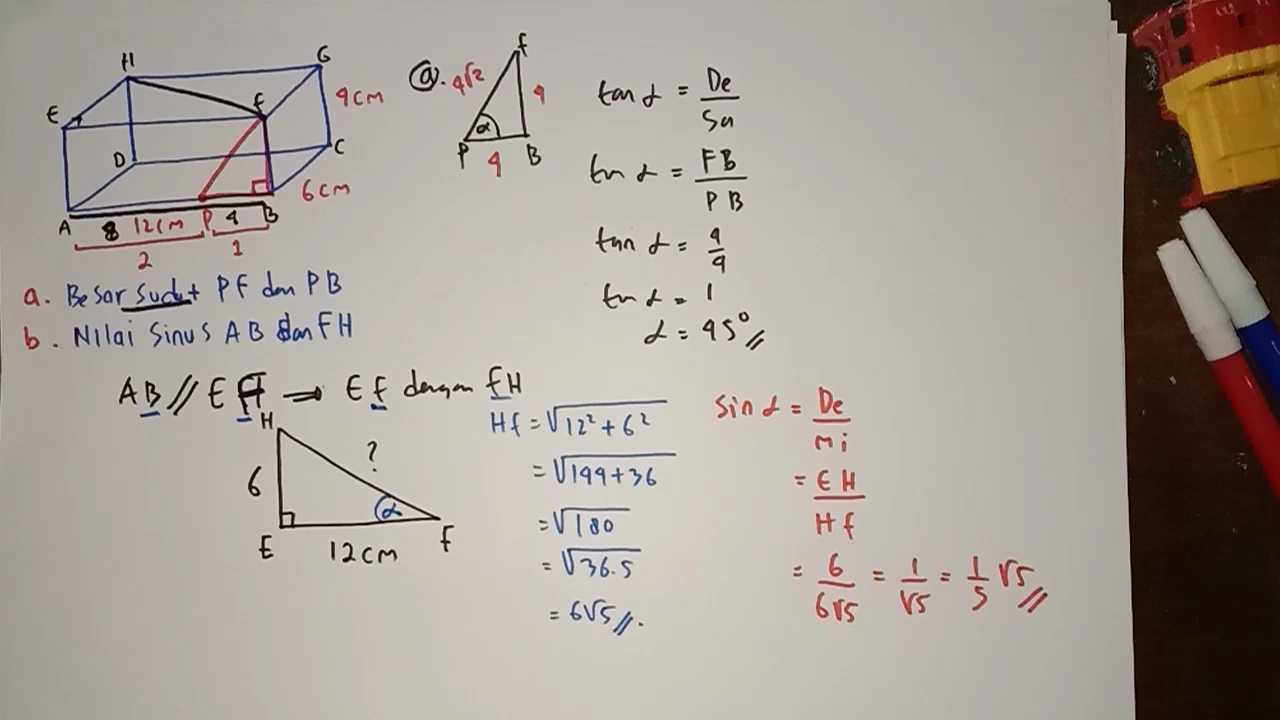 H G
E F 4cm
D C
6cm
A 8 12cm P 4 B
2 1
a. Besar sudut PF dan PB
b. Nilai sinus AB dan FH
AB // EF → EF dengan FH
H
6 ? α
E 12cm F
a. 4√2 F 4
α
P 4 B
tan α = De/Sa
tan α = FB/PB
tan α = 4/4
tan α = 1
α = 45° //
HF = √12² + 6²
= √144+36
= √180
= √36.5
= 6√5 //.
sin α = De/mi
= EH/HF
= 6/6√5 = 1/√5 = 1/5 √5 //